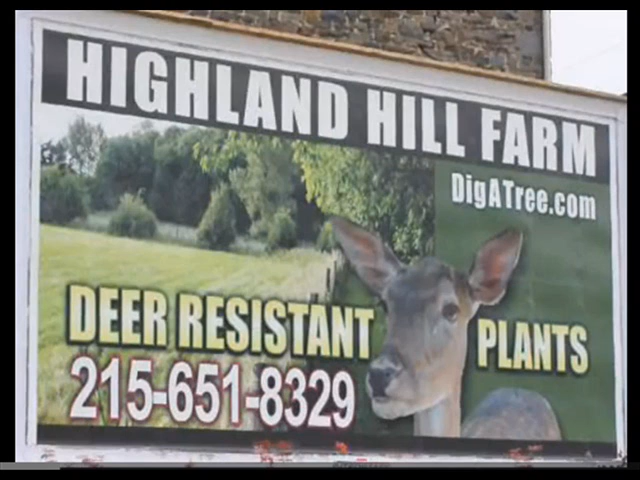 HIGHLAND HILL FARM
DigATree.com
DEER RESISTANT PLANTS
215-651-8329